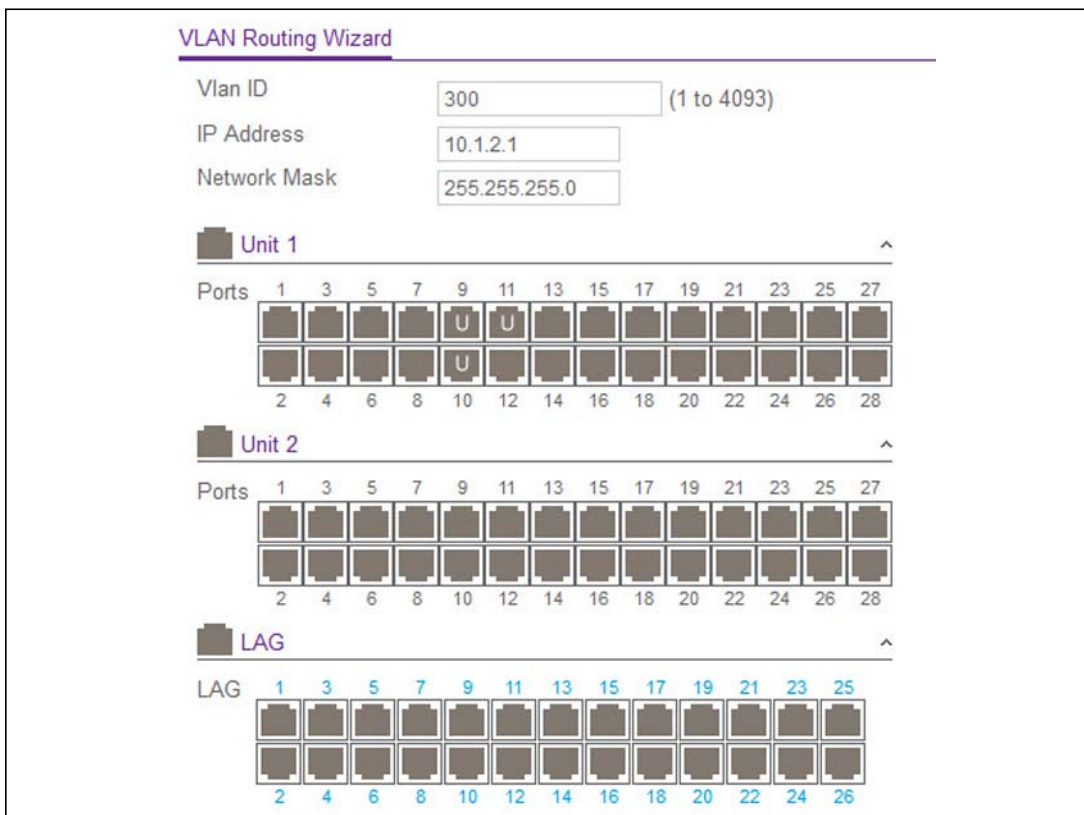 VLAN Routing Wizard
Vlan ID 300 (1 to 4093)
IP Address 10.1.2.1
Network Mask 255.255.255.0
Unit 1
Ports 1 3 5 7 9 11 13 15 17 19 21 23 25 27
U U
U
2 4 6 8 10 12 14 16 18 20 22 24 26 28
Unit 2
Ports 1 3 5 7 9 11 13 15 17 19 21 23 25 27
2 4 6 8 10 12 14 16 18 20 22 24 26 28
LAG
LAG 1 3 5 7 9 11 13 15 17 19 21 23 25
2 4 6 8 10 12 14 16 18 20 22 24 26